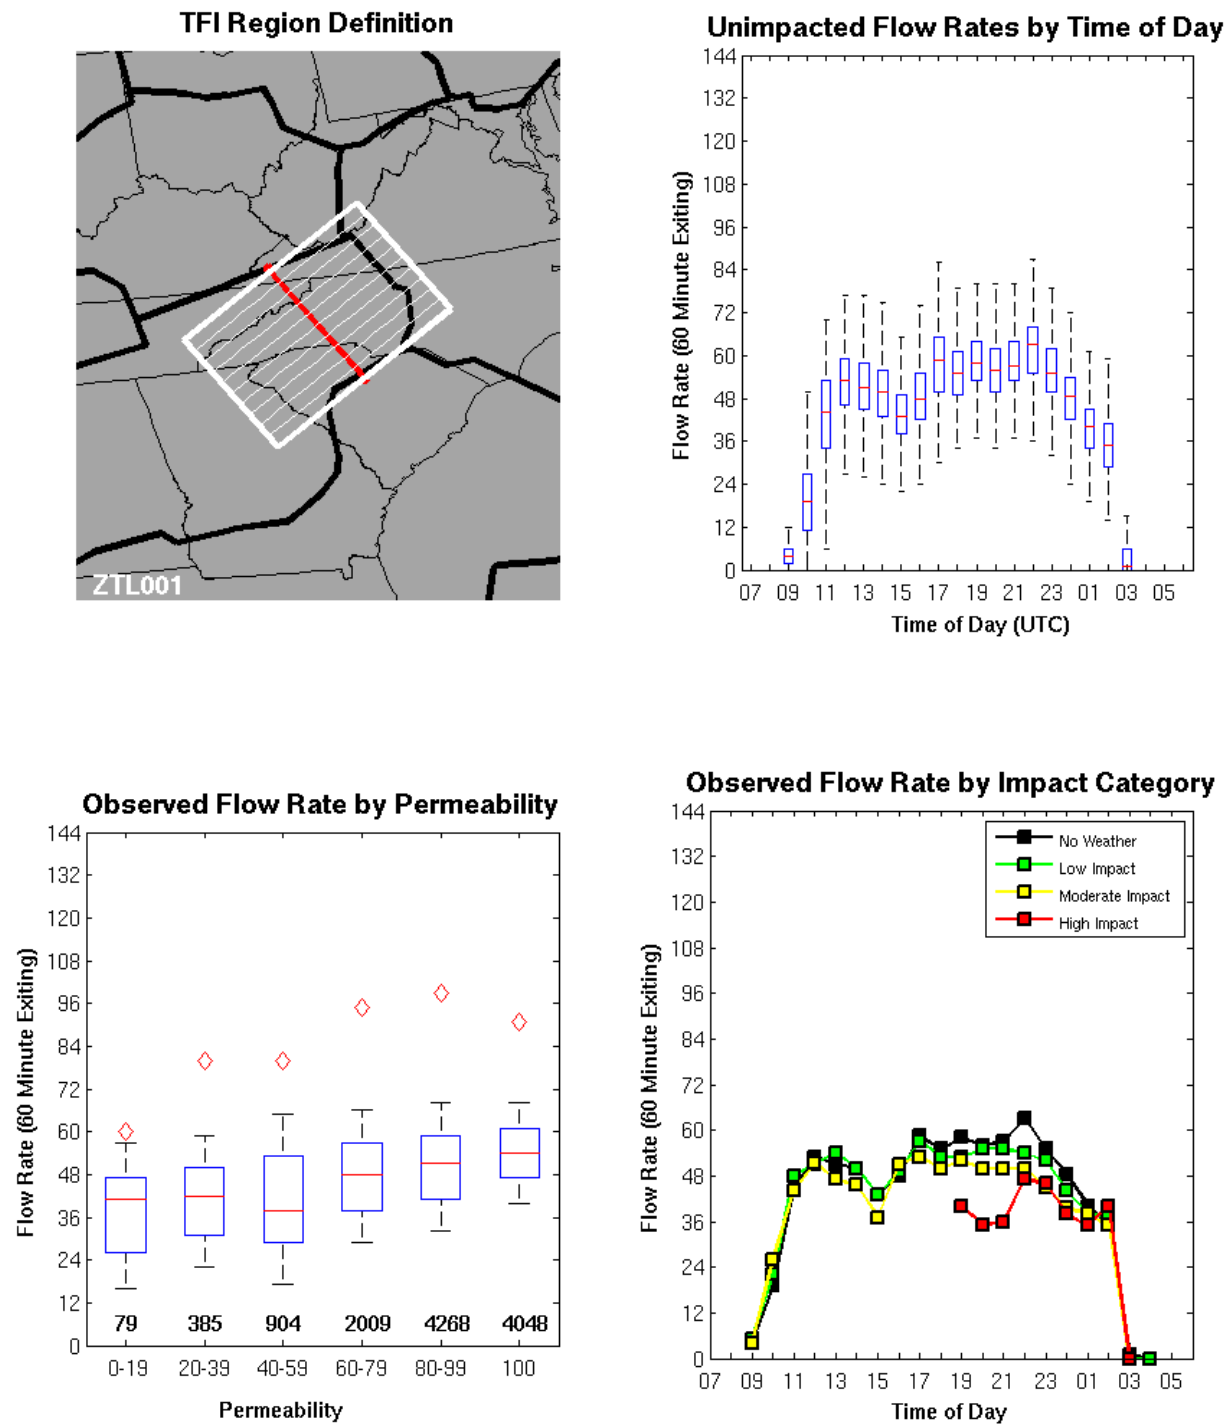 TFI Region Definition
ZTL001
Unimpacted Flow Rates by Time of Day
Flow Rate (60 Minute Exiting)
144
132
120
108
96
84
72
60
48
36
24
12
0
07 09 11 13 15 17 19 21 23 01 03 05
Time of Day (UTC)
Observed Flow Rate by Permeability
Flow Rate (60 Minute Exiting)
144
132
120
108
96
84
72
60
48
36
24
12
0
79 385 904 2009 4268 4048
0-19 20-39 40-59 60-79 80-99 100
Permeability
Observed Flow Rate by Impact Category
Flow Rate (60 Minute Exiting)
144
132
120
108
96
84
72
60
48
36
24
12
0
No Weather
Low Impact
Moderate Impact
High Impact
07 09 11 13 15 17 19 21 23 01 03 05
Time of Day